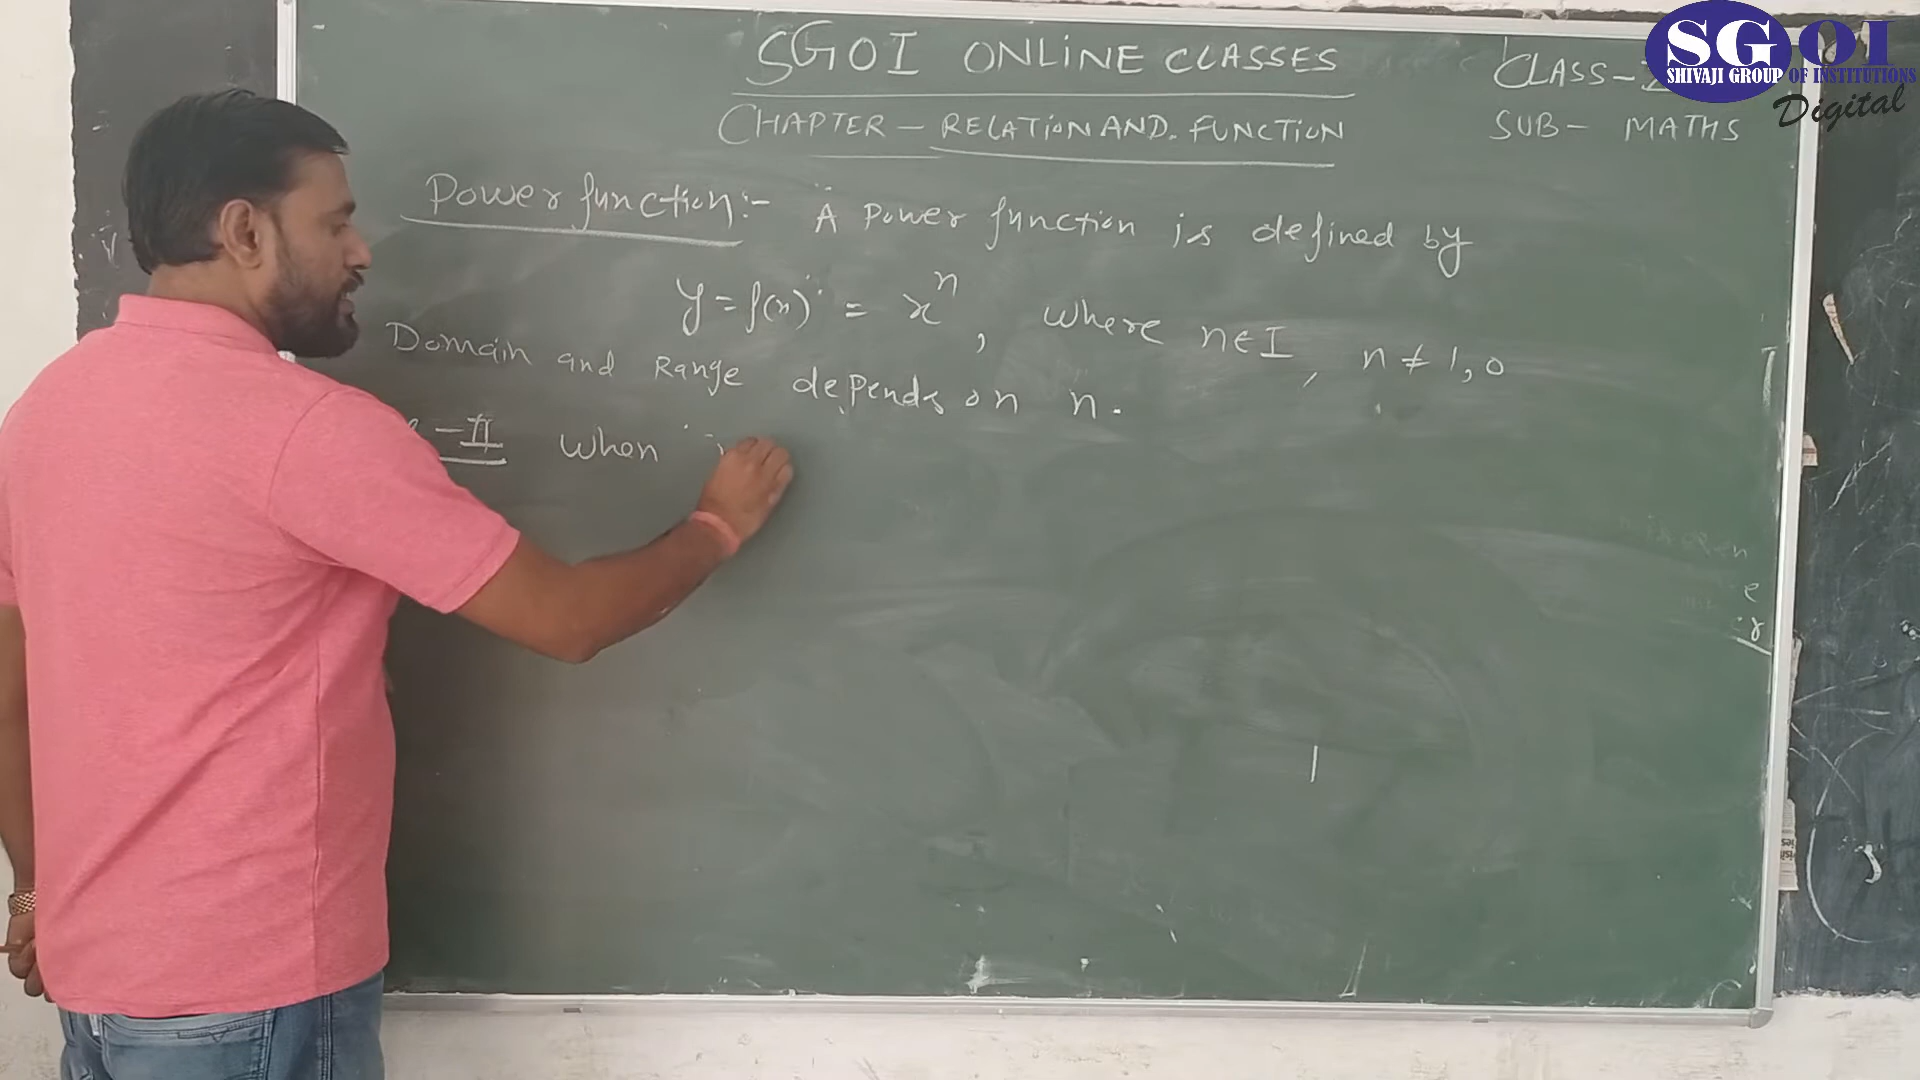 SGOI ONLINE CLASSES
CLASS-
CHAPTER - RELATION AND FUNCTION
SUB- MATHS
SGOI
SHIVAJI GROUP OF INSTITUTIONS
Digital
Power function:- A Power function is defined by
y = f(x) = x^n, where n∈I, n ≠ 1,0
Domain and Range depends on n.
-II When